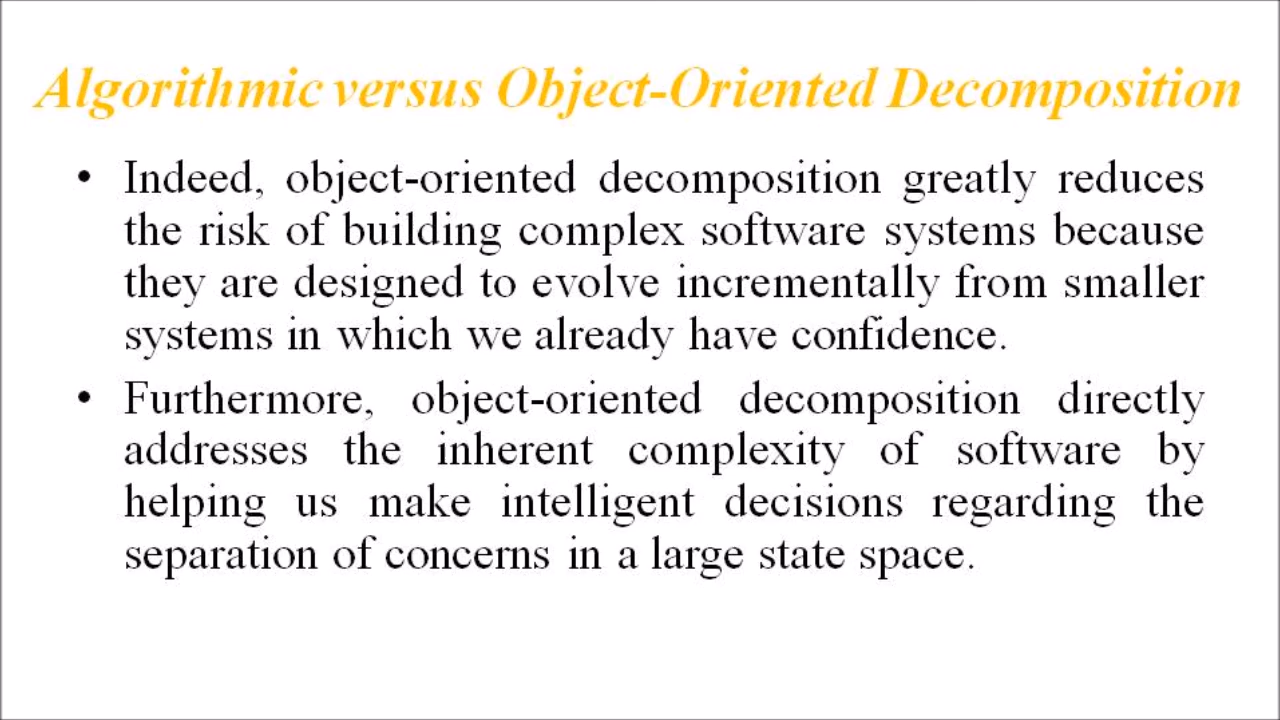 Algorithmic versus Object-Oriented Decomposition
• Indeed, object-oriented decomposition greatly reduces
the risk of building complex software systems because
they are designed to evolve incrementally from smaller
systems in which we already have confidence.
• Furthermore, object-oriented decomposition directly
addresses the inherent complexity of software by
helping us make intelligent decisions regarding the
separation of concerns in a large state space.